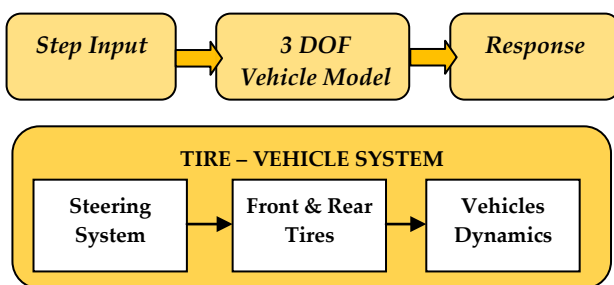 Step Input
3 DOF
Vehicle Model
Response
TIRE – VEHICLE SYSTEM
Steering
System
Front & Rear
Tires
Vehicles
Dynamics